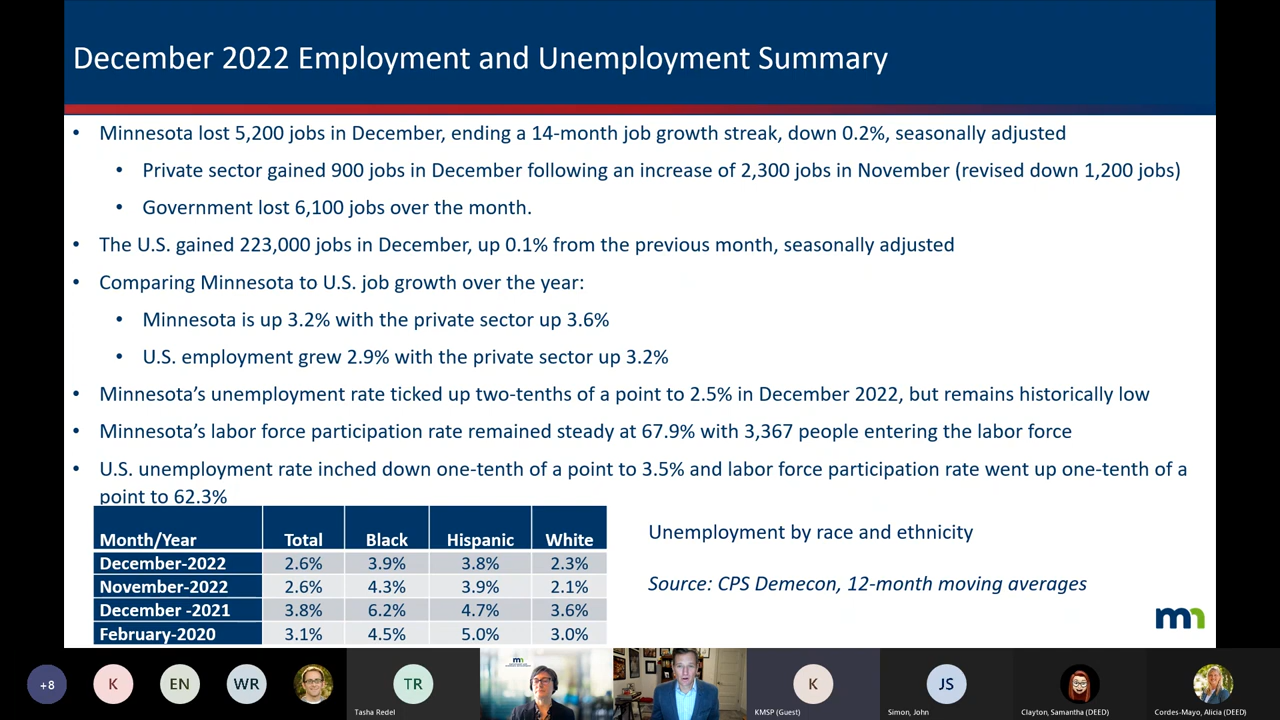 December 2022 Employment and Unemployment Summary
• Minnesota lost 5,200 jobs in December, ending a 14-month job growth streak, down 0.2%, seasonally adjusted
• Private sector gained 900 jobs in December following an increase of 2,300 jobs in November (revised down 1,200 jobs)
• Government lost 6,100 jobs over the month.
• The U.S. gained 223,000 jobs in December, up 0.1% from the previous month, seasonally adjusted
• Comparing Minnesota to U.S. job growth over the year:
• Minnesota is up 3.2% with the private sector up 3.6%
• U.S. employment grew 2.9% with the private sector up 3.2%
• Minnesota's unemployment rate ticked up two-tenths of a point to 2.5% in December 2022, but remains historically low
• Minnesota's labor force participation rate remained steady at 67.9% with 3,367 people entering the labor force
• U.S. unemployment rate inched down one-tenth of a point to 3.5% and labor force participation rate went up one-tenth of a
point to 62.3%
Month/Year Total Black Hispanic White
December-2022 2.6% 3.9% 3.8% 2.3%
November-2022 2.6% 4.3% 3.9% 2.1%
December -2021 3.8% 6.2% 4.7% 3.6%
February-2020 3.1% 4.5% 5.0% 3.0%
Unemployment by race and ethnicity
Source: CPS Demecon, 12-month moving averages
mn
+8 K EN WR TR K JS
Tasha Redel KMSP (Guest) Simon, John Clayton, Samantha (DEED) Cordes-Mayo, Alicia (DEED)